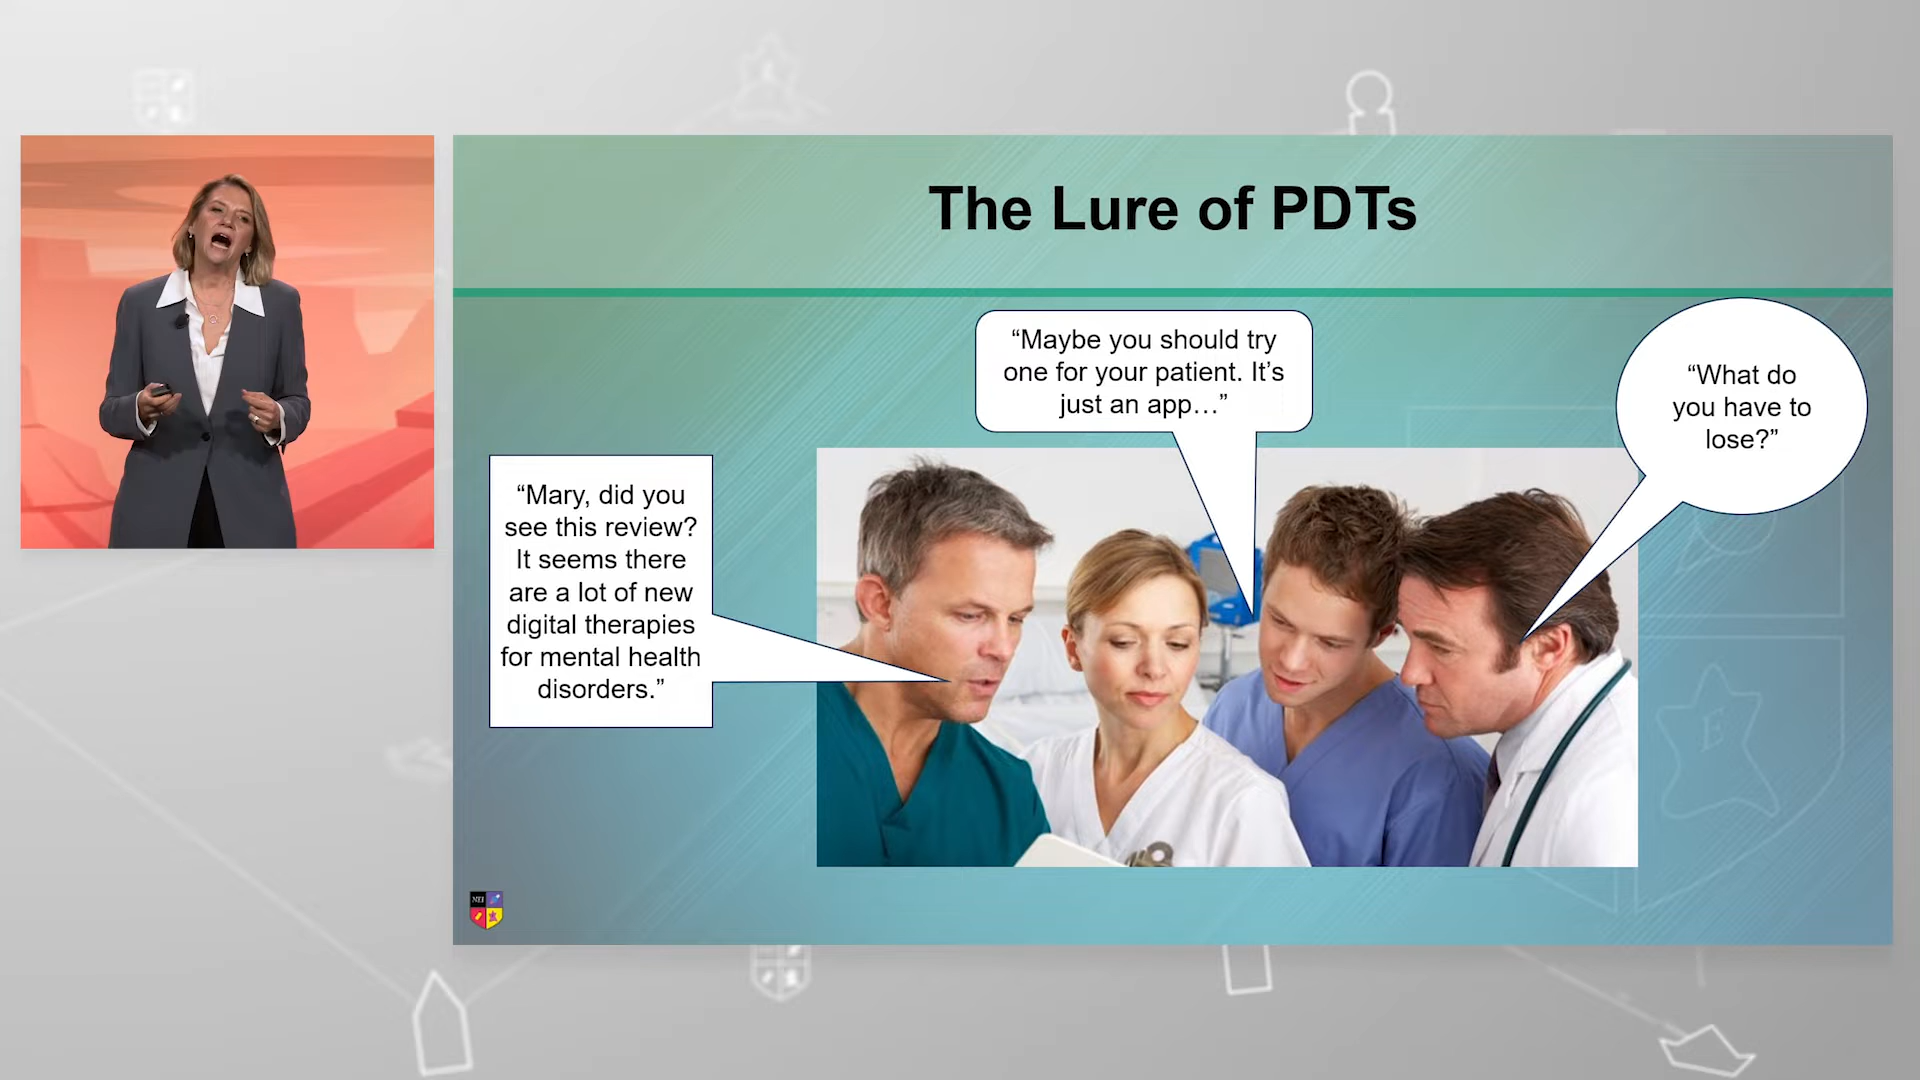 The Lure of PDTs
“Maybe you should try
one for your patient. It’s
just an app…”
“What do
you have to
lose?”
“Mary, did you
see this review?
It seems there
are a lot of new
digital therapies
for mental health
disorders.”
NEI
E